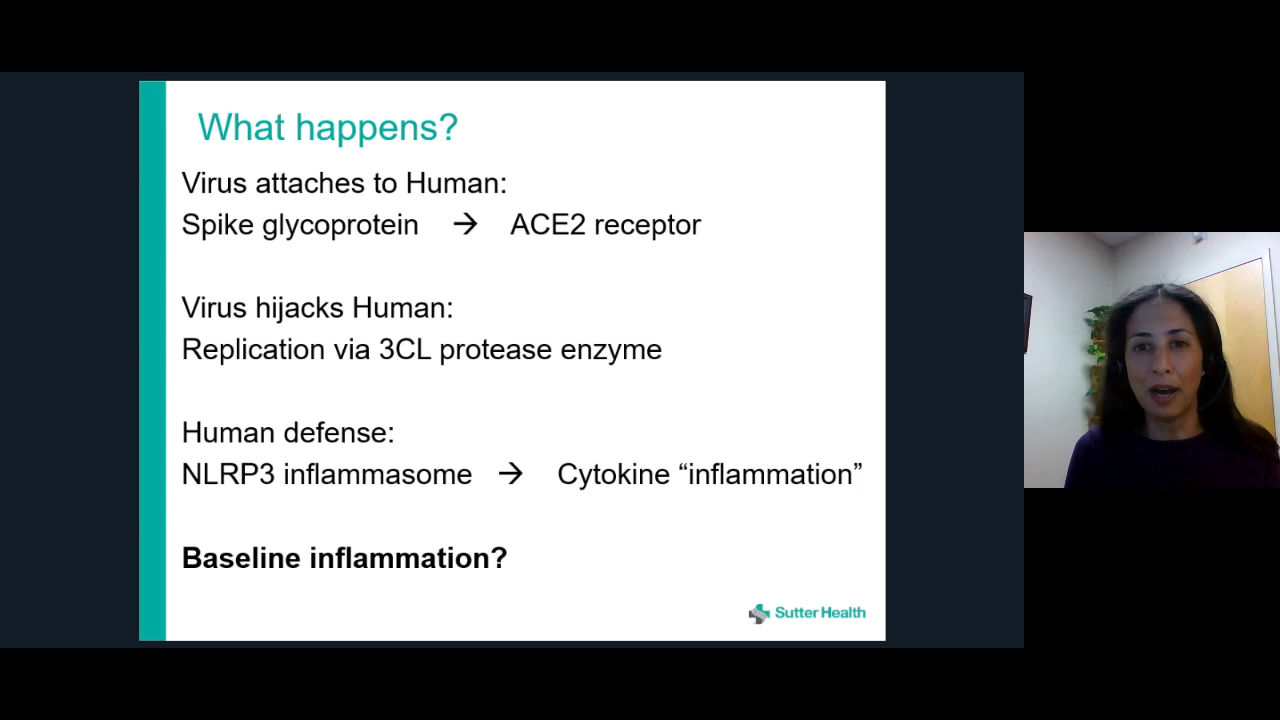 What happens?
Virus attaches to Human:
Spike glycoprotein → ACE2 receptor
Virus hijacks Human:
Replication via 3CL protease enzyme
Human defense:
NLRP3 inflammasome → Cytokine “inflammation”
Baseline inflammation?
Sutter Health